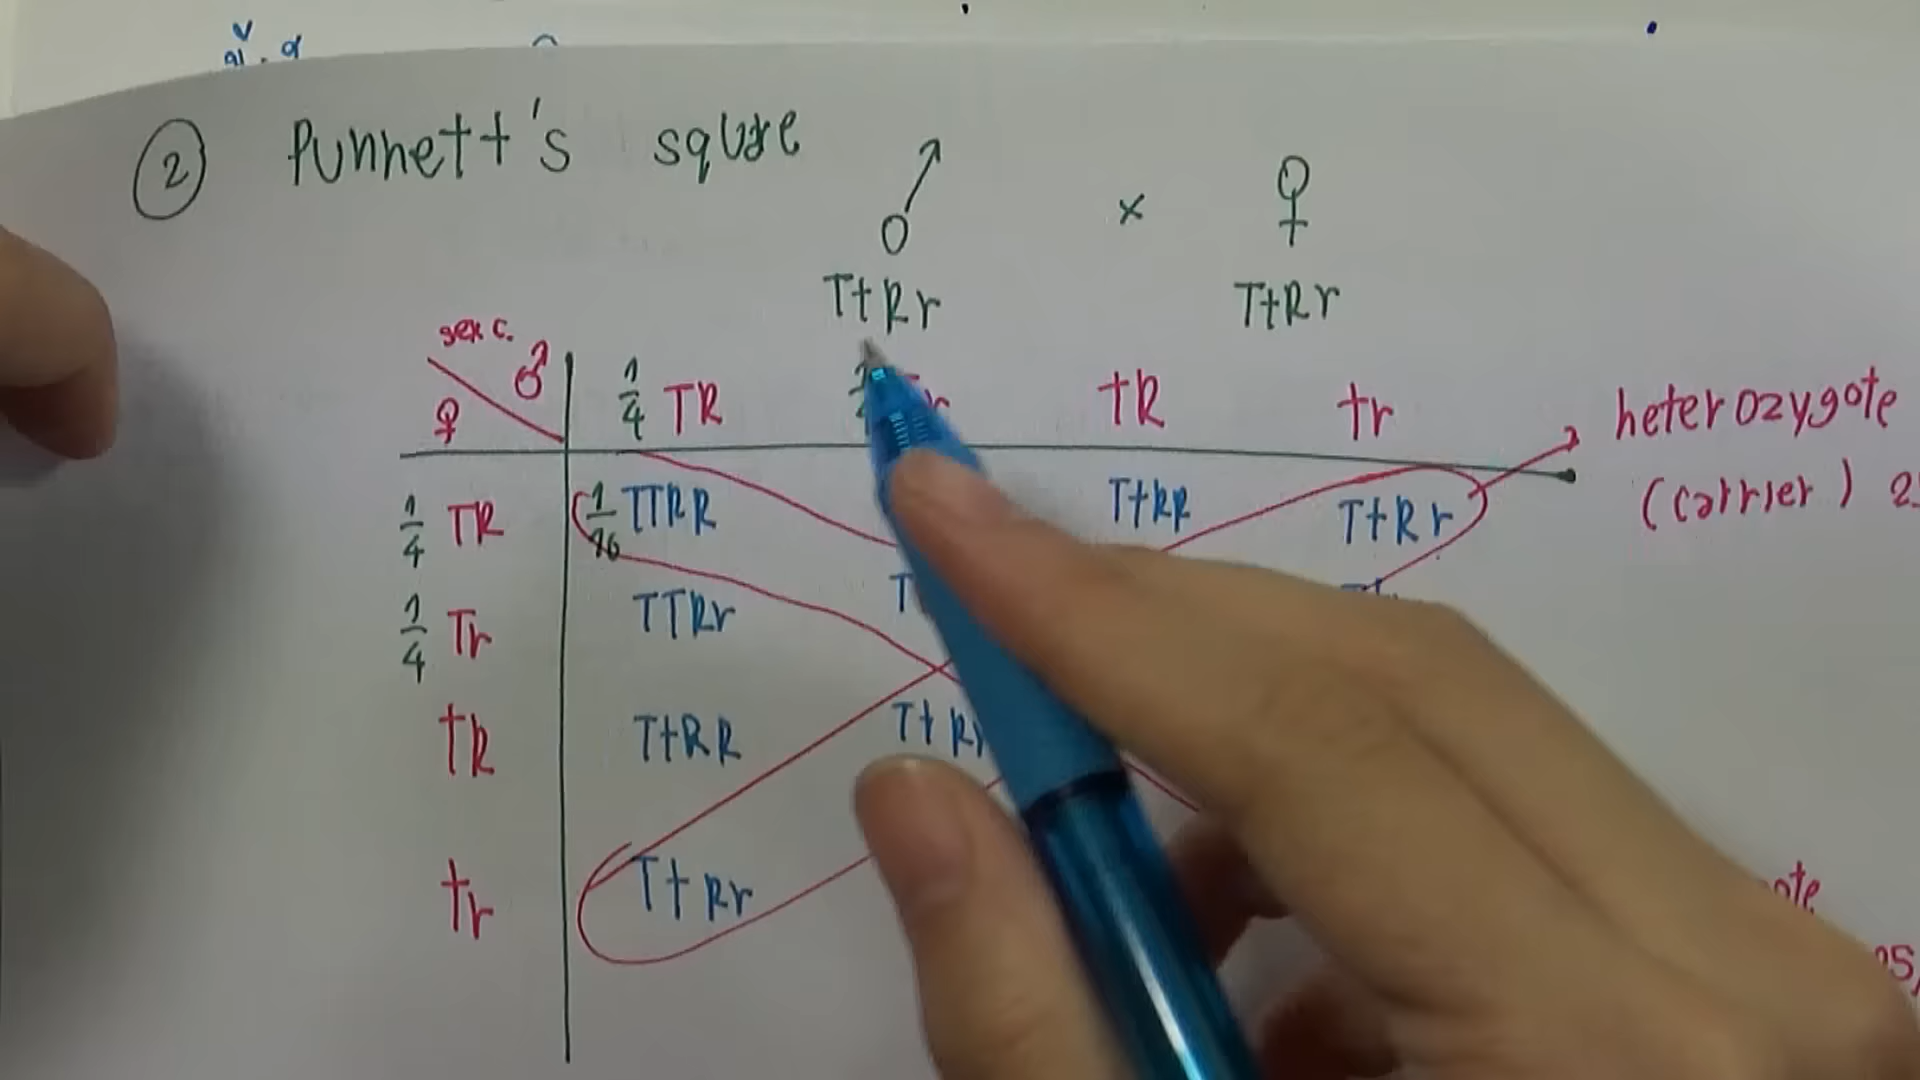 ② Punnett's squre
♂ × ♀
TtRr TtRr
sex c.
♂
♀
1/4 TR tR tr
heterozygote
(carrier)
1/4 TR 1/16 TTRR TtRR TtRr
1/4 Tr TTRr
tR TtRR TtRr
tr TtRr